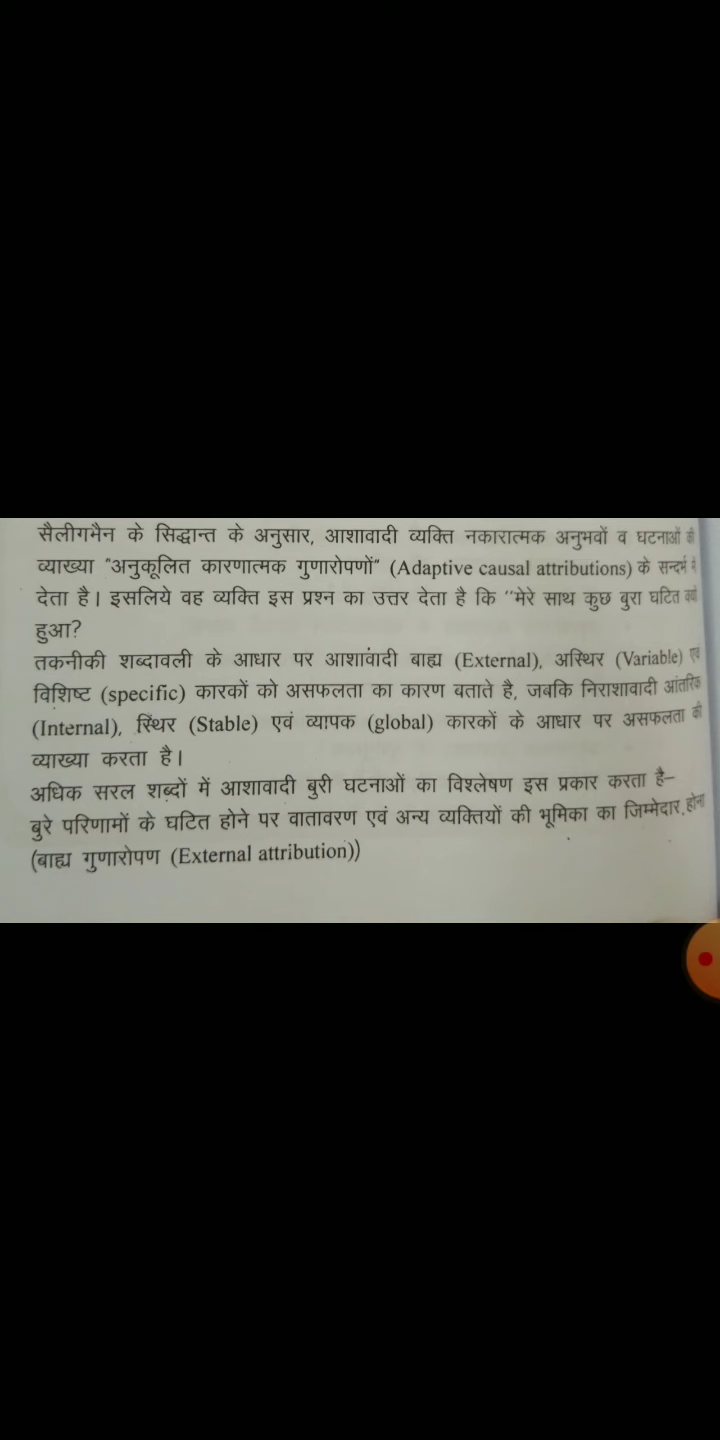 सैलीगमैन के सिद्धान्त के अनुसार, आशावादी व्यक्ति नकारात्मक अनुभवों व घटनाओं की
व्याख्या "अनुकूलित कारणात्मक गुणारोपणों" (Adaptive causal attributions) के सन्दर्भ में
देता है। इसलिये वह व्यक्ति इस प्रश्न का उत्तर देता है कि ''मेरे साथ कुछ बुरा घटित क्यों
हुआ?
तकनीकी शब्दावली के आधार पर आशावादी बाह्य (External), अस्थिर (Variable) एवं
विशिष्ट (specific) कारकों को असफलता का कारण बताते है, जबकि निराशावादी आंतरिक
(Internal), स्थिर (Stable) एवं व्यापक (global) कारकों के आधार पर असफलता की
व्याख्या करता है।
अधिक सरल शब्दों में आशावादी बुरी घटनाओं का विश्लेषण इस प्रकार करता है–
बुरे परिणामों के घटित होने पर वातावरण एवं अन्य व्यक्तियों की भूमिका का जिम्मेदार होना
(बाह्य गुणारोपण (External attribution))